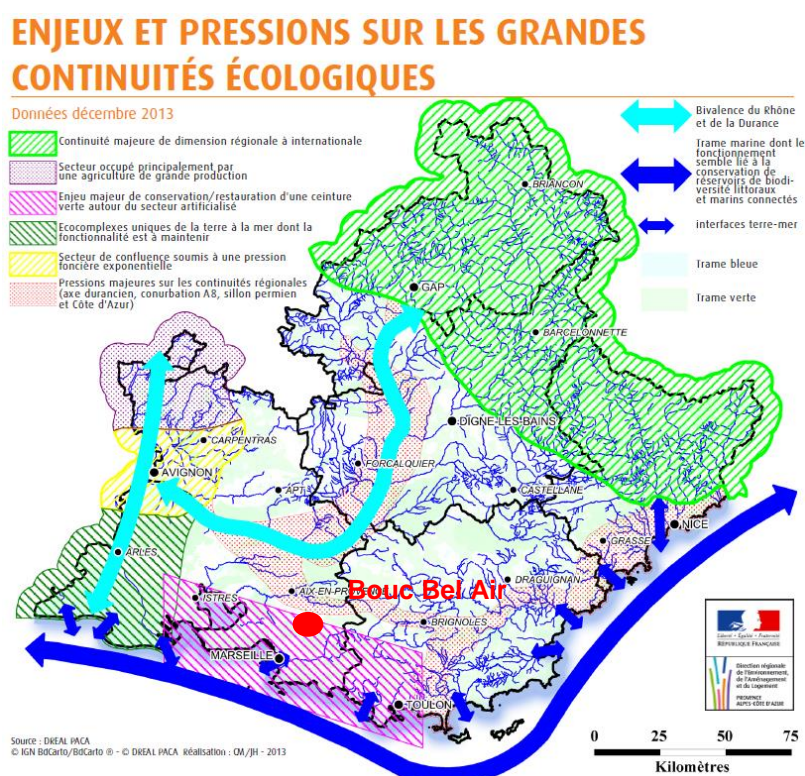 ENJEUX ET PRESSIONS SUR LES GRANDES
CONTINUITÉS ÉCOLOGIQUES
Données décembre 2013
Continuité majeure de dimension régionale à internationale
Secteur occupé principalement par
une agriculture de grande production
Enjeu majeur de conservation/restauration d'une ceinture
verte autour du secteur artificialisé
Ecocomplexes uniques de la terre à la mer dont la
fonctionnalité est à maintenir
Secteur de confluence soumis à une pression
foncière exponentielle
Pressions majeures sur les continuités régionales
(axe durancien, conurbation A8, sillon permien
et Côte d'Azur)
Bivalence du Rhône
et de la Durance
Trame marine dont le
fonctionnement
semble lié à la
conservation de
réservoirs de biodi-
versité littoraux
et marins connectés
interfaces terre-mer
Trame bleue
Trame verte
BRIANÇON
GAP
BARCELONNETTE
DIGNE-LES-BAINS
CARPENTRAS
FORCALQUIER
AVIGNON
APT
CASTELLANE
NICE
GRASSE
ARLES
DRAGUIGNAN
ISTRES
AIX-EN-PROVENCE
Bouc Bel Air
BRIGNOLES
MARSEILLE
TOULON
Liberté • Égalité • Fraternité
RÉPUBLIQUE FRANÇAISE
Direction régionale
de l'Environnement,
de l'Aménagement
et du Logement
PROVENCE
ALPES-CÔTE D'AZUR
0 25 50 75
Kilomètres
Source : DREAL PACA
© IGN BdCarto/BdCarto ® - © DREAL PACA Réalisation : CM/JH - 2013